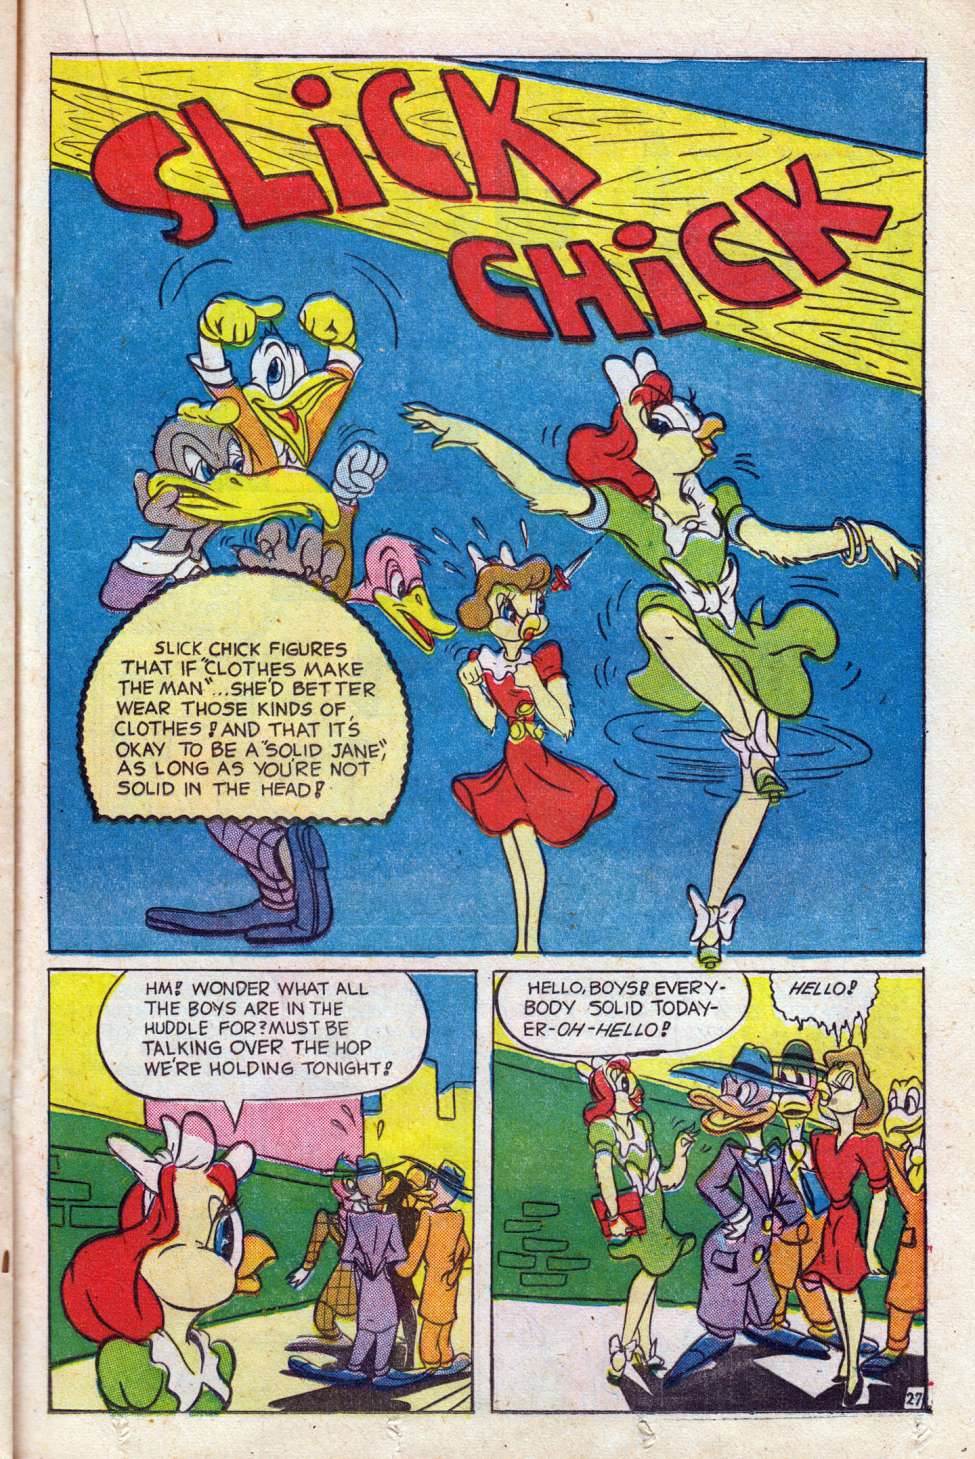 SLICK
CHICK
SLICK CHICK FIGURES
THAT IF "CLOTHES MAKE
THE MAN"...SHE'D BETTER
WEAR THOSE KINDS OF
CLOTHES! AND THAT IT'S
OKAY TO BE A "SOLID JANE",
AS LONG AS YOU'RE NOT
SOLID IN THE HEAD!
HM! WONDER WHAT ALL
THE BOYS ARE IN THE
HUDDLE FOR? MUST BE
TALKING OVER THE HOP
WE'RE HOLDING TONIGHT!
HELLO, BOYS! EVERY-
BODY SOLID TODAY-
ER-OH-HELLO!
HELLO!
27